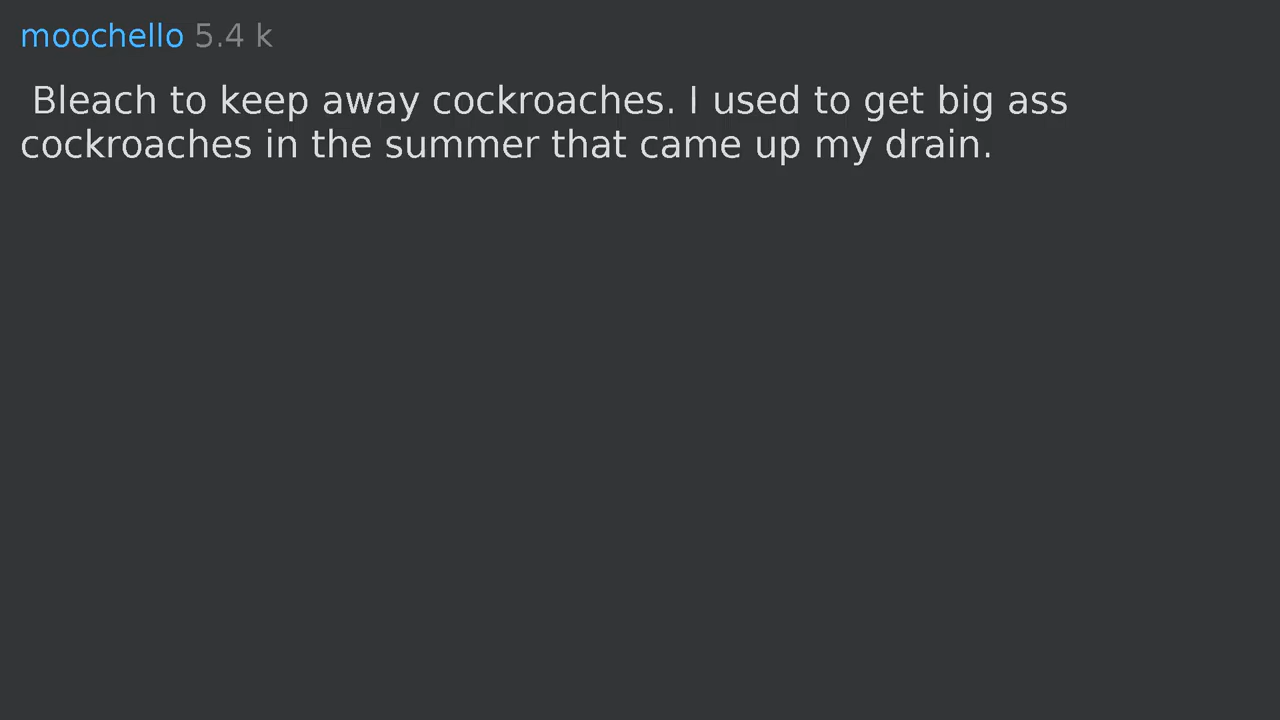 moochello 5.4 k
Bleach to keep away cockroaches. I used to get big ass
cockroaches in the summer that came up my drain.